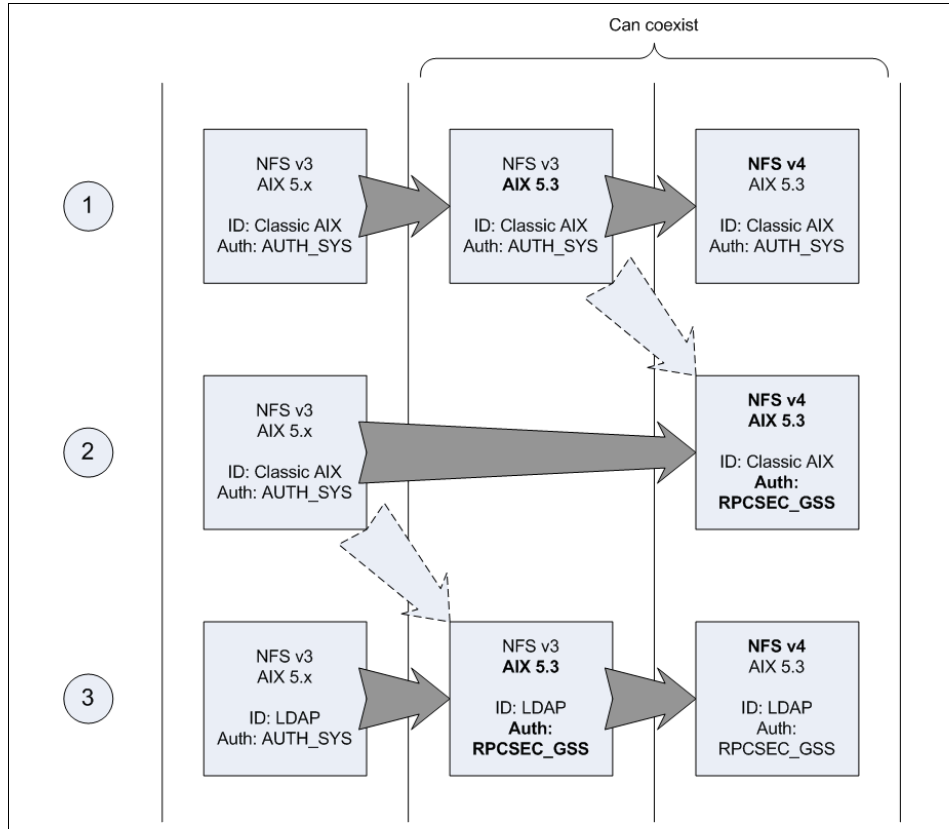 Can coexist
1
NFS v3
AIX 5.x
ID: Classic AIX
Auth: AUTH_SYS
NFS v3
AIX 5.3
ID: Classic AIX
Auth: AUTH_SYS
NFS v4
AIX 5.3
ID: Classic AIX
Auth: AUTH_SYS
2
NFS v3
AIX 5.x
ID: Classic AIX
Auth: AUTH_SYS
NFS v4
AIX 5.3
ID: Classic AIX
Auth:
RPCSEC_GSS
3
NFS v3
AIX 5.x
ID: LDAP
Auth: AUTH_SYS
NFS v3
AIX 5.3
ID: LDAP
Auth:
RPCSEC_GSS
NFS v4
AIX 5.3
ID: LDAP
Auth:
RPCSEC_GSS